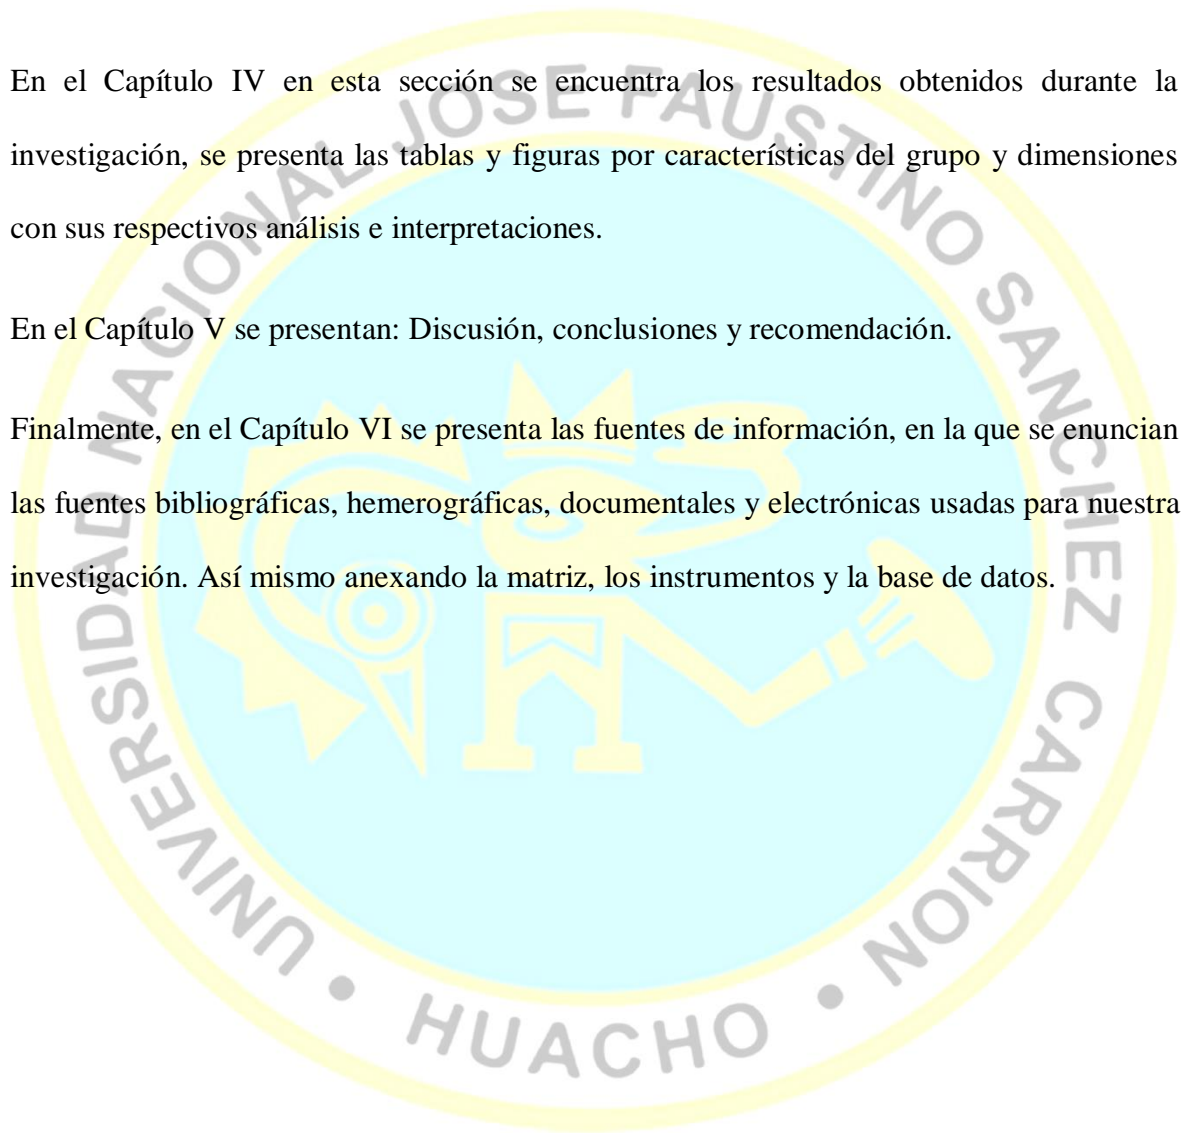 En el Capítulo IV en esta sección se encuentra los resultados obtenidos durante la
investigación, se presenta las tablas y figuras por características del grupo y dimensiones
con sus respectivos análisis e interpretaciones.
En el Capítulo V se presentan: Discusión, conclusiones y recomendación.
Finalmente, en el Capítulo VI se presenta las fuentes de información, en la que se enuncian
las fuentes bibliográficas, hemerográficas, documentales y electrónicas usadas para nuestra
investigación. Así mismo anexando la matriz, los instrumentos y la base de datos.
UNIVERSIDAD NACIONAL JOSE FAUSTINO SANCHEZ CARRION
• HUACHO •